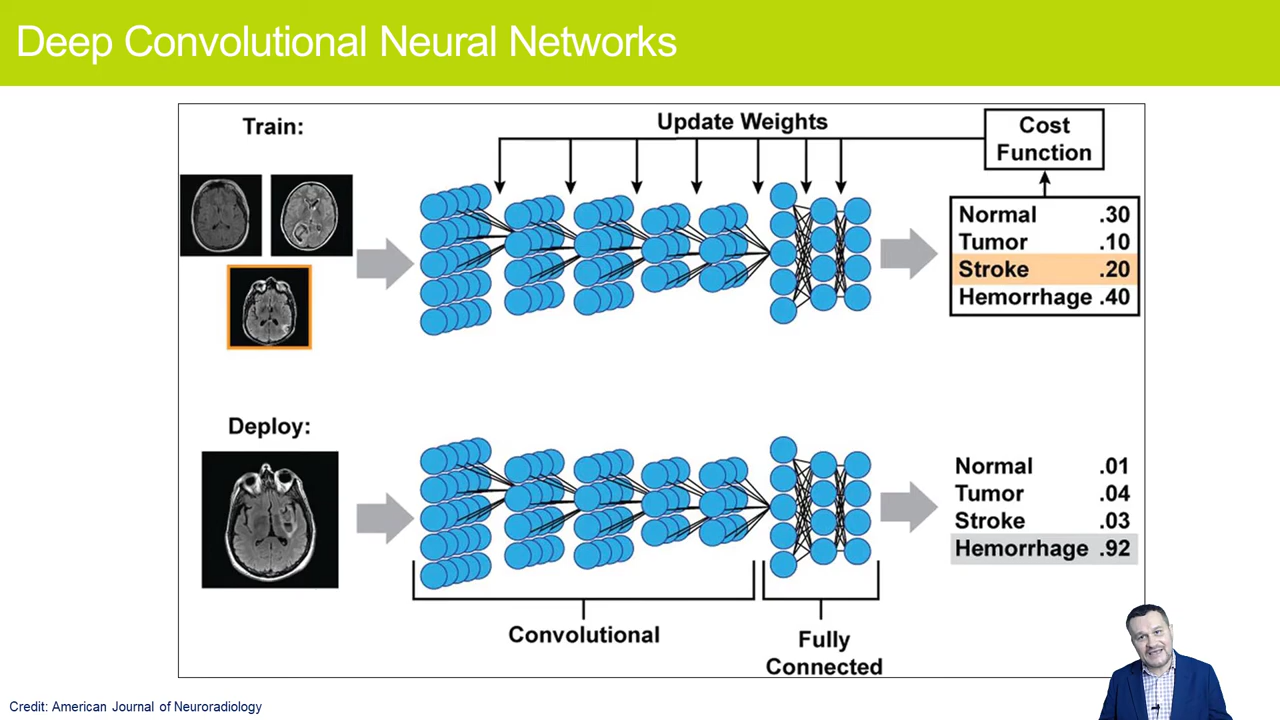 Deep Convolutional Neural Networks
Train:
Update Weights
Cost
Function
Normal .30
Tumor .10
Stroke .20
Hemorrhage .40
Deploy:
Normal .01
Tumor .04
Stroke .03
Hemorrhage .92
Convolutional
Fully
Connected
Credit: American Journal of Neuroradiology